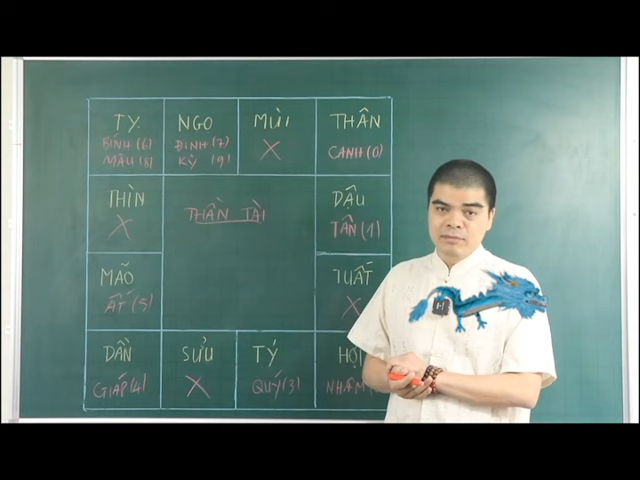 TỴ
BÍNH (6)
MẬU (8)
NGỌ
ĐINH (7)
KỶ (9)
MÙI
X
THÂN
CANH (0)
THÌN
X
THẦN TÀI
DẬU
TÂN (1)
MÃO
ẤT (5)
TUẤT
X
DẦN
GIÁP (4)
SỬU
X
TÝ
QUÝ (3)
HỢI
NHÂM